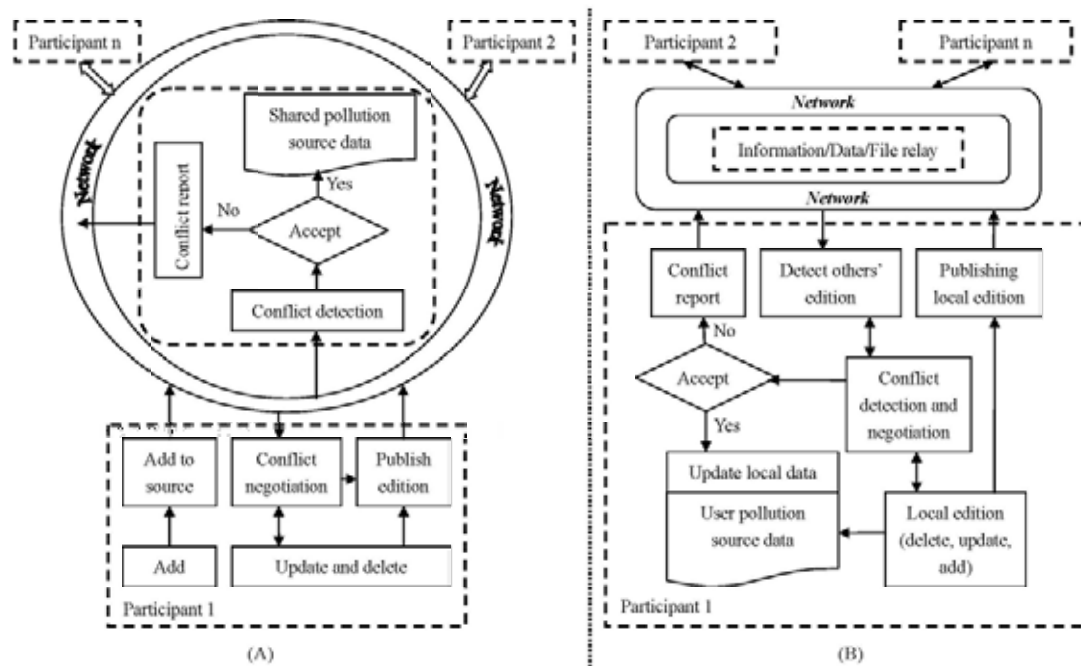 Participant n
Participant 2
Network
Network
Shared pollution
source data
Yes
No
Conflict report
Accept
Conflict detection
Add to
source
Conflict
negotiation
Publish
edition
Add
Update and delete
Participant 1
(A)
Participant 2
Participant n
Network
Information/Data/File relay
Network
Conflict
report
Detect others’
edition
Publishing
local edition
No
Accept
Conflict
detection and
negotiation
Yes
Update local data
User pollution
source data
Local edition
(delete, update,
add)
Participant 1
(B)